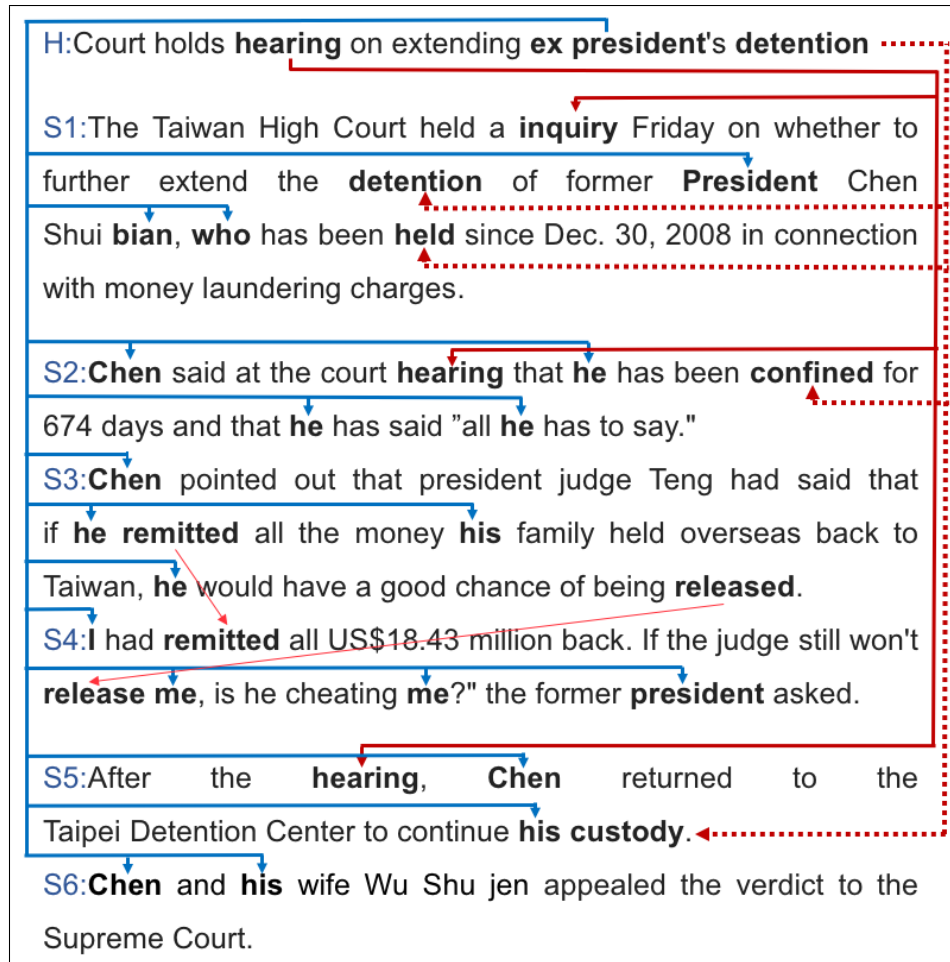 H:Court holds hearing on extending ex president's detention
S1:The Taiwan High Court held a inquiry Friday on whether to
further extend the detention of former President Chen
Shui bian, who has been held since Dec. 30, 2008 in connection
with money laundering charges.
S2:Chen said at the court hearing that he has been confined for
674 days and that he has said ”all he has to say."
S3:Chen pointed out that president judge Teng had said that
if he remitted all the money his family held overseas back to
Taiwan, he would have a good chance of being released.
S4:I had remitted all US$18.43 million back. If the judge still won't
release me, is he cheating me?" the former president asked.
S5:After the hearing, Chen returned to the
Taipei Detention Center to continue his custody.
S6:Chen and his wife Wu Shu jen appealed the verdict to the
Supreme Court.